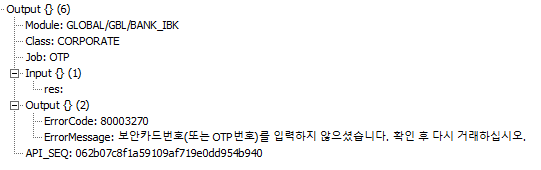 Output {} (6)
Module: GLOBAL/GBL/BANK_IBK
Class: CORPORATE
Job: OTP
Input {} (1)
res:
Output {} (2)
ErrorCode: 80003270
ErrorMessage: 보안카드번호(또는 OTP번호)를 입력하지 않으셨습니다. 확인 후 다시 거래하십시오.
API_SEQ: 062b07c8f1a59109af719e0dd954b940